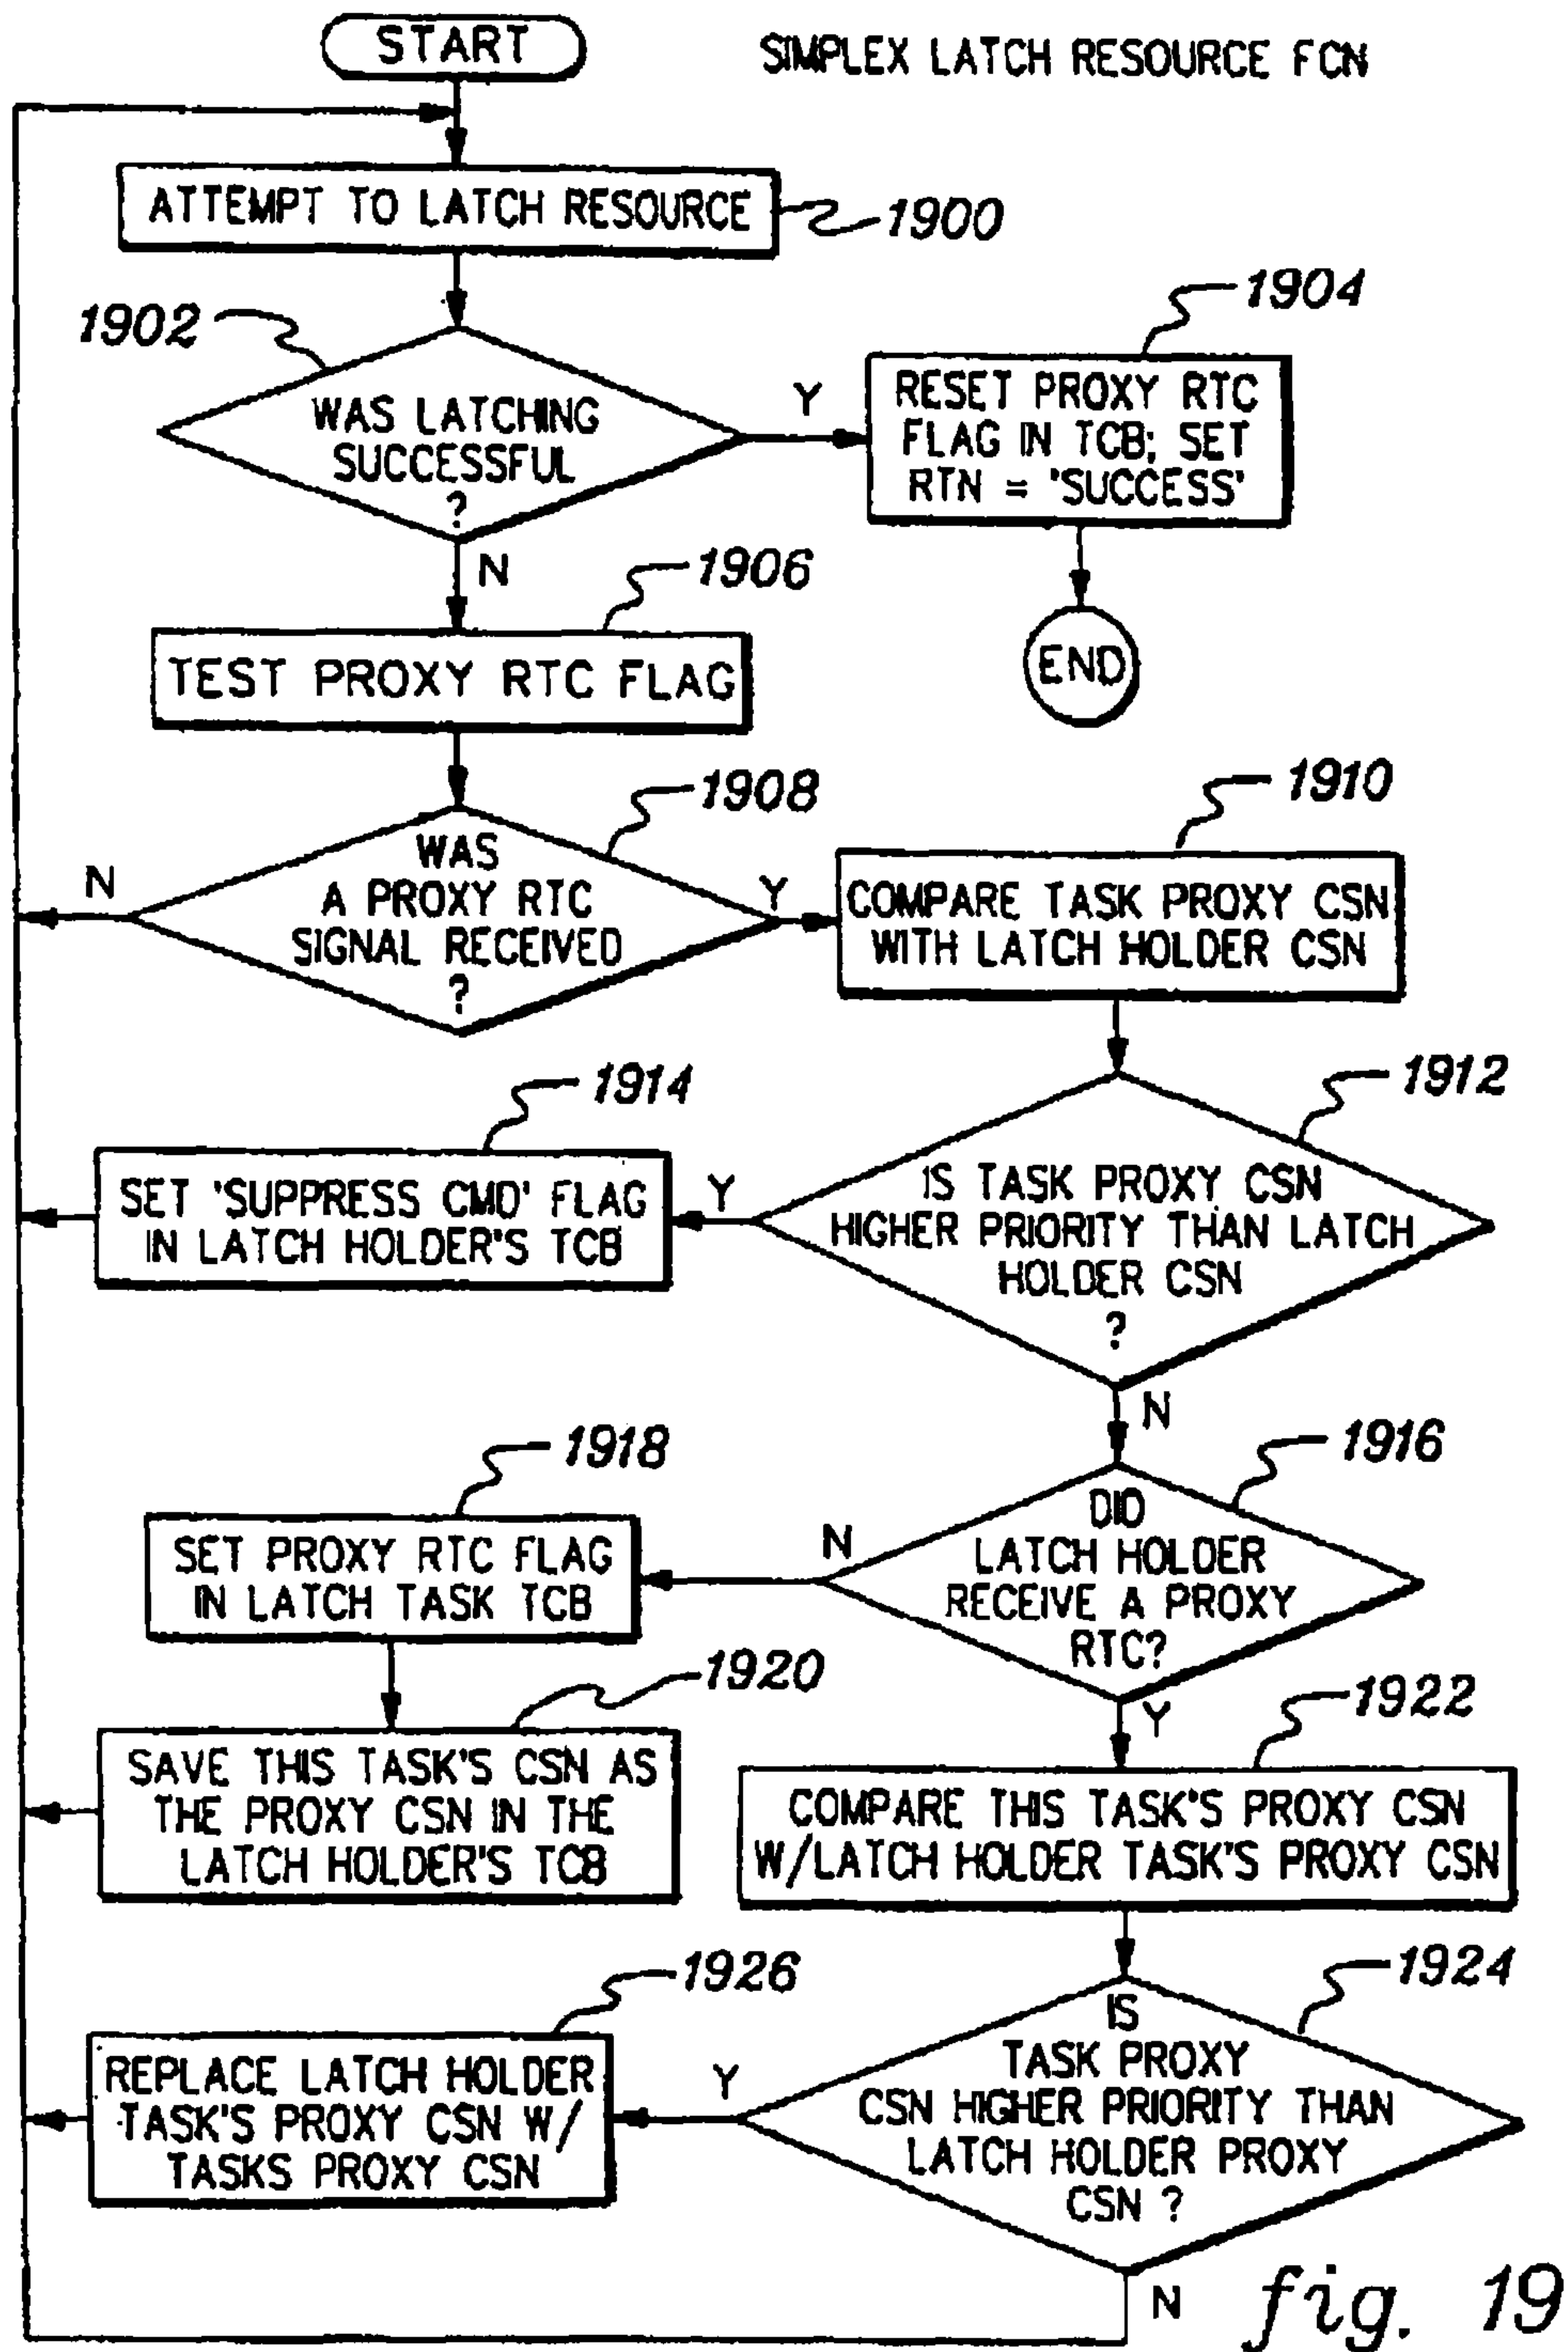 START
SIMPLEX LATCH RESOURCE FCN
ATTEMPT TO LATCH RESOURCE
1900
1902
WAS LATCHING
SUCCESSFUL
?
Y
1904
RESET PROXY RTC
FLAG IN TCB; SET
RTN = 'SUCCESS'
END
N
1906
TEST PROXY RTC FLAG
1908
WAS
A PROXY RTC
SIGNAL RECEIVED
?
N
Y
1910
COMPARE TASK PROXY CSN
WITH LATCH HOLDER CSN
1912
IS TASK PROXY CSN
HIGHER PRIORITY THAN LATCH
HOLDER CSN
?
Y
1914
SET 'SUPPRESS CMD' FLAG
IN LATCH HOLDER'S TCB
N
1916
DID
LATCH HOLDER
RECEIVE A PROXY
RTC?
N
1918
SET PROXY RTC FLAG
IN LATCH TASK TCB
1920
SAVE THIS TASK'S CSN AS
THE PROXY CSN IN THE
LATCH HOLDER'S TCB
Y
1922
COMPARE THIS TASK'S PROXY CSN
W/LATCH HOLDER TASK'S PROXY CSN
1924
IS
TASK PROXY
CSN HIGHER PRIORITY THAN
LATCH HOLDER PROXY
CSN ?
Y
1926
REPLACE LATCH HOLDER
TASK'S PROXY CSN W/
TASKS PROXY CSN
N
fig. 19